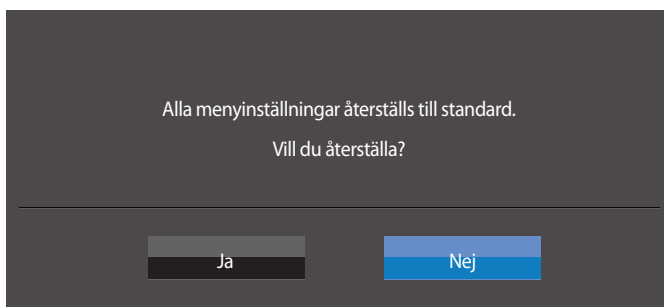 Alla menyinställningar återställs till standard.
Vill du återställa?
Ja
Nej